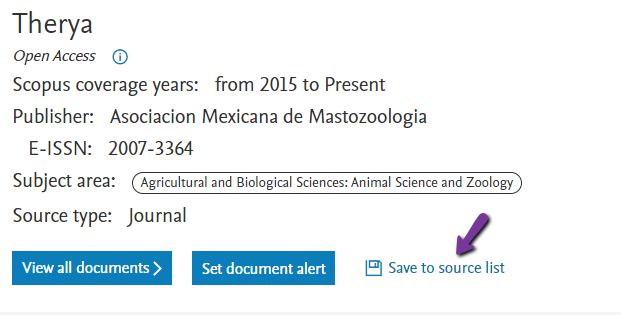 Therya
Open Access
Scopus coverage years: from 2015 to Present
Publisher: Asociacion Mexicana de Mastozoologia
E-ISSN: 2007-3364
Subject area: Agricultural and Biological Sciences: Animal Science and Zoology
Source type: Journal
View all documents Set document alert Save to source list